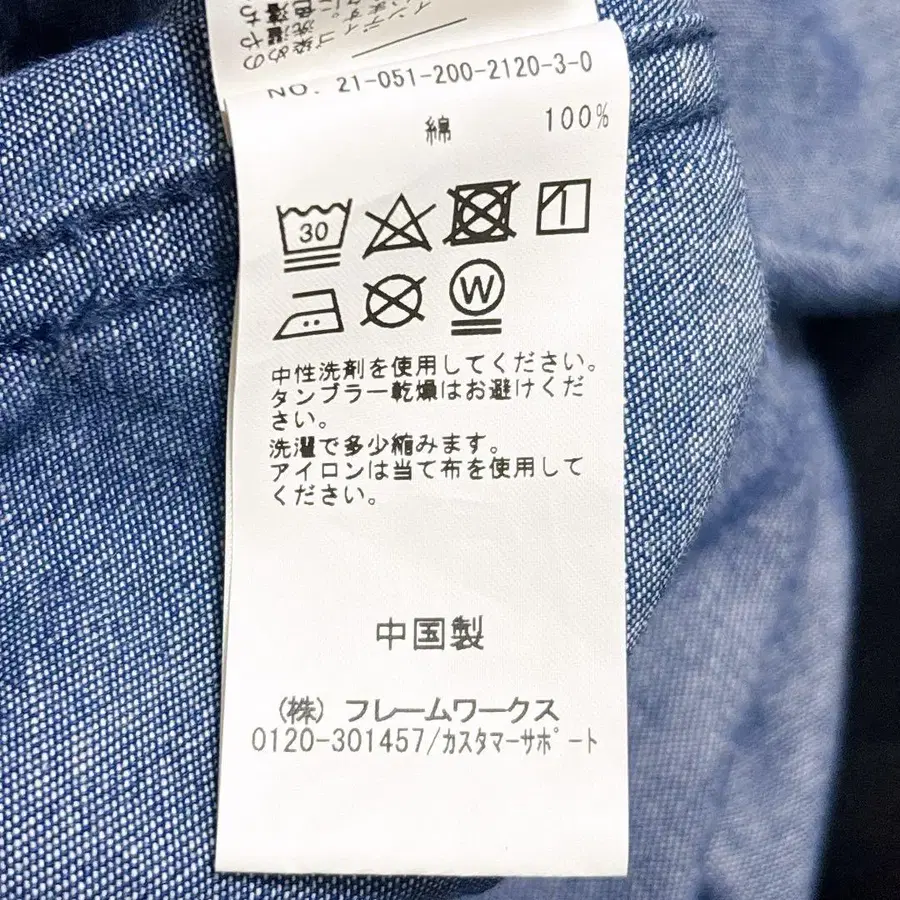 NO. 21-051-200-2120-3-0
綿 100%
30
W
中性洗剤を使用してください。
タンブラー乾燥はお避けくだ
さい。
洗濯で多少縮みます。
アイロンは当て布を使用して
ください。
中国製
(株) フレームワークス
0120-301457/カスタマーサポート